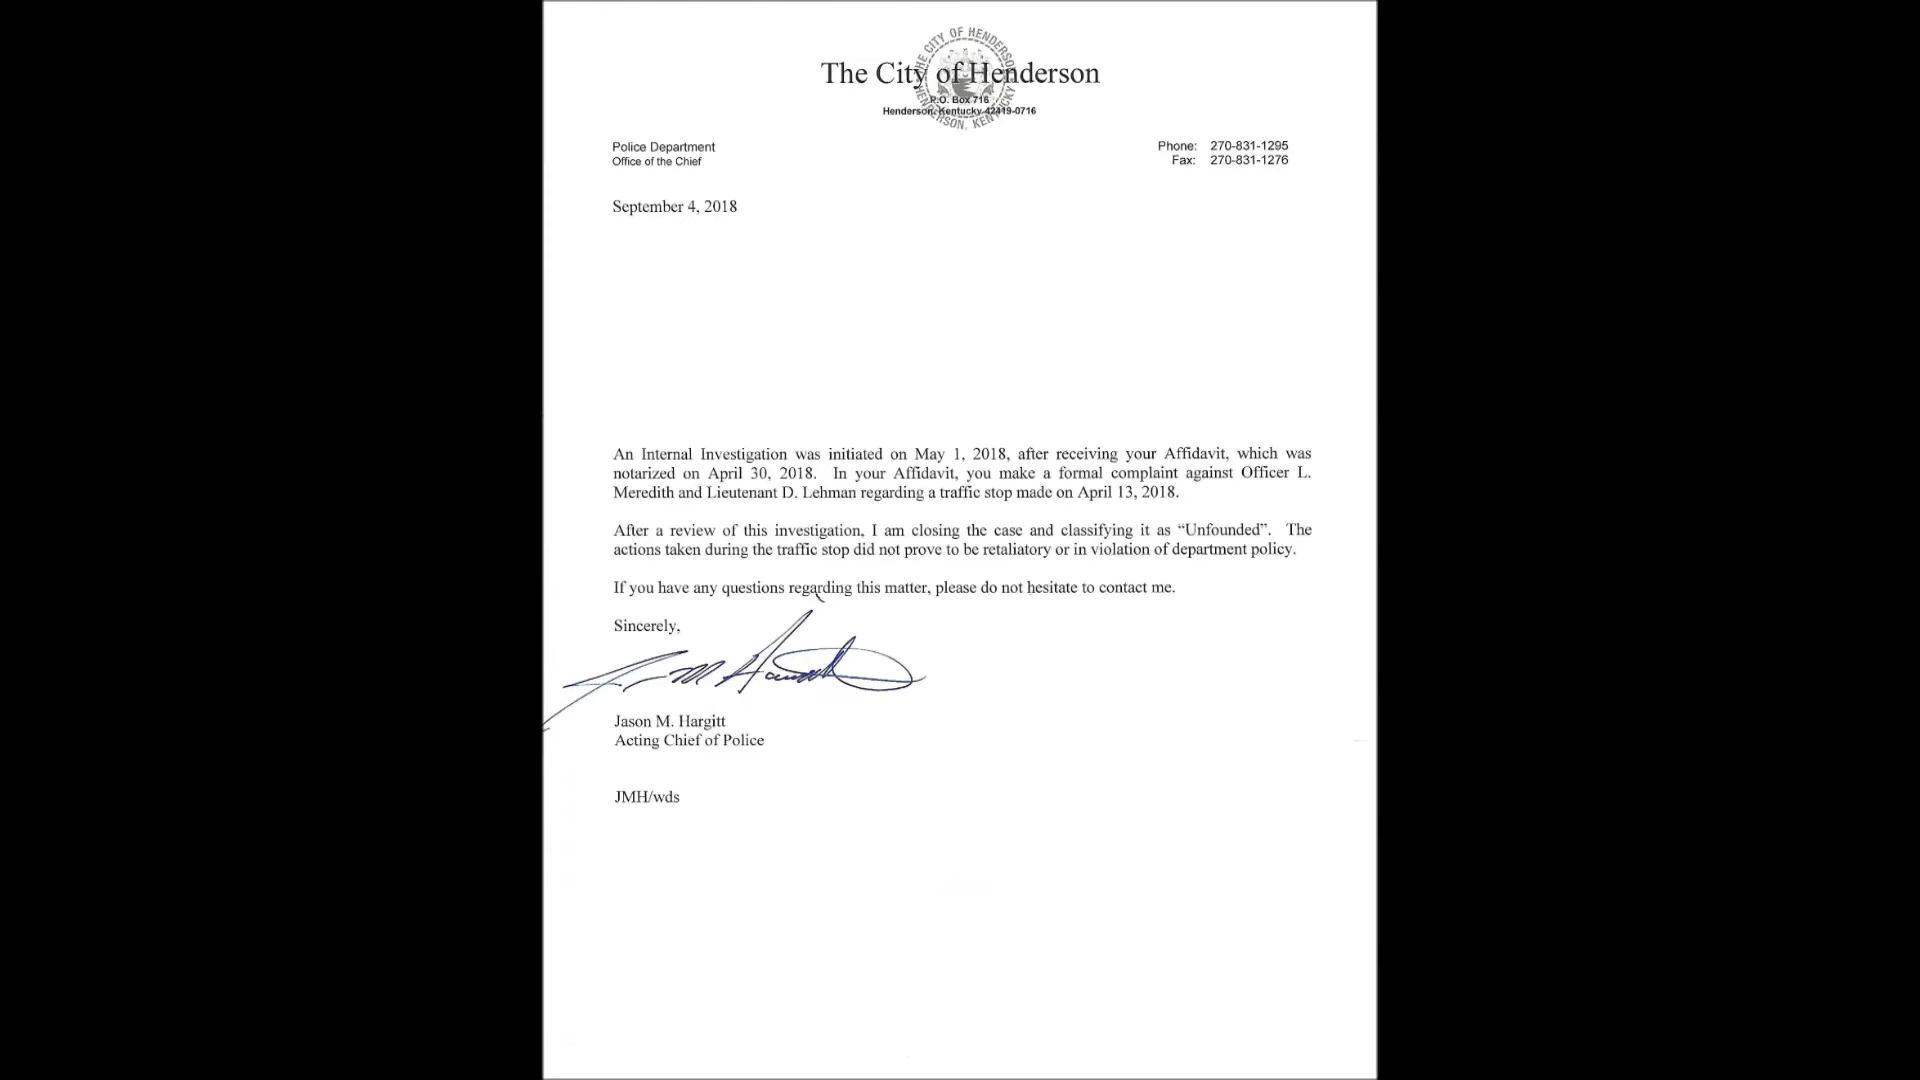 THE CITY OF HENDERSON
HENDERSON, KENTUCKY
The City of Henderson
P.O. Box 716
Henderson, Kentucky 42419-0716
Police Department
Office of the Chief
Phone: 270-831-1295
Fax: 270-831-1276
September 4, 2018
An Internal Investigation was initiated on May 1, 2018, after receiving your Affidavit, which was
notarized on April 30, 2018. In your Affidavit, you make a formal complaint against Officer L.
Meredith and Lieutenant D. Lehman regarding a traffic stop made on April 13, 2018.
After a review of this investigation, I am closing the case and classifying it as “Unfounded”. The
actions taken during the traffic stop did not prove to be retaliatory or in violation of department policy.
If you have any questions regarding this matter, please do not hesitate to contact me.
Sincerely,
Jason M. Hargitt
Acting Chief of Police
JMH/wds